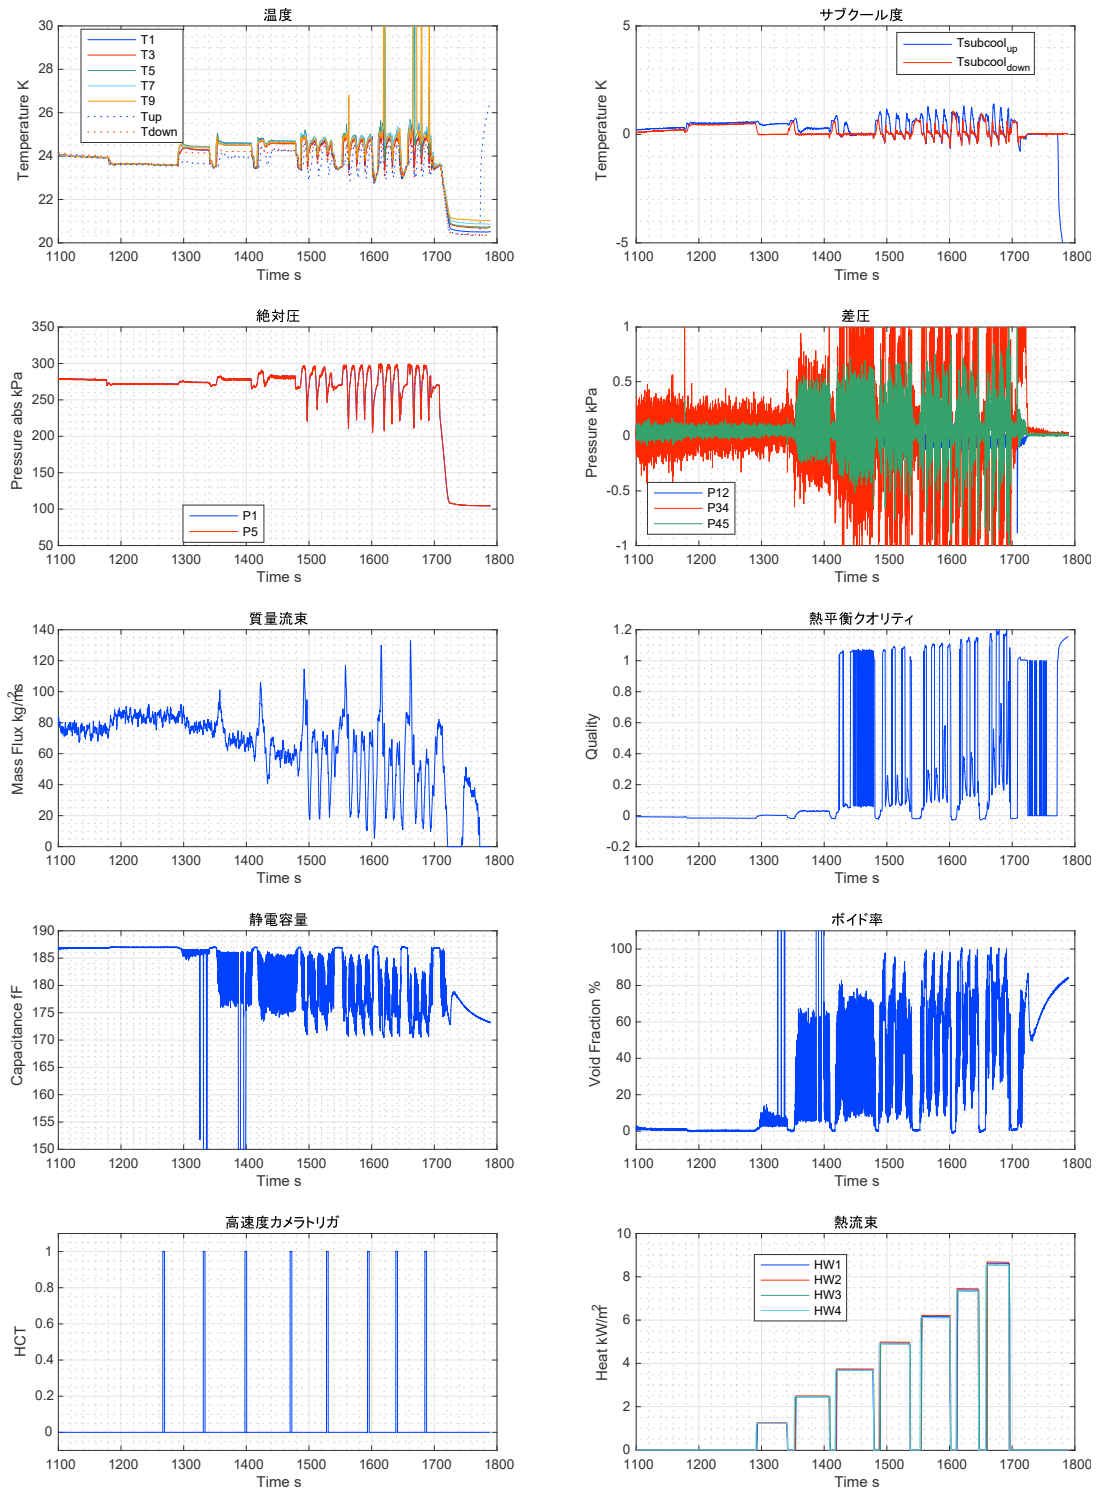 温度
30
28
26
24
22
20
Temperature K
T1
T3
T5
T7
T9
Tup
Tdown
1100 1200 1300 1400 1500 1600 1700 1800
Time s
サブクール度
5
0
-5
Temperature K
Tsubcool_up
Tsubcool_down
1100 1200 1300 1400 1500 1600 1700 1800
Time s
絶対圧
350
300
250
200
150
100
50
Pressure abs kPa
P1
P5
1100 1200 1300 1400 1500 1600 1700 1800
Time s
差圧
1
0.5
0
-0.5
-1
Pressure kPa
P12
P34
P45
1100 1200 1300 1400 1500 1600 1700 1800
Time s
質量流束
140
120
100
80
60
40
20
0
Mass Flux kg/m²s
1100 1200 1300 1400 1500 1600 1700 1800
Time s
熱平衡クオリティ
1.2
1
0.8
0.6
0.4
0.2
0
-0.2
Quality
1100 1200 1300 1400 1500 1600 1700 1800
Time s
静電容量
190
185
180
175
170
165
160
155
150
Capacitance fF
1100 1200 1300 1400 1500 1600 1700 1800
Time s
ボイド率
100
80
60
40
20
0
Void Fraction %
1100 1200 1300 1400 1500 1600 1700 1800
Time s
高速度カメラトリガ
1
0.8
0.6
0.4
0.2
0
HCT
1100 1200 1300 1400 1500 1600 1700 1800
Time s
熱流束
10
8
6
4
2
0
Heat kW/m²
HW1
HW2
HW3
HW4
1100 1200 1300 1400 1500 1600 1700 1800
Time s